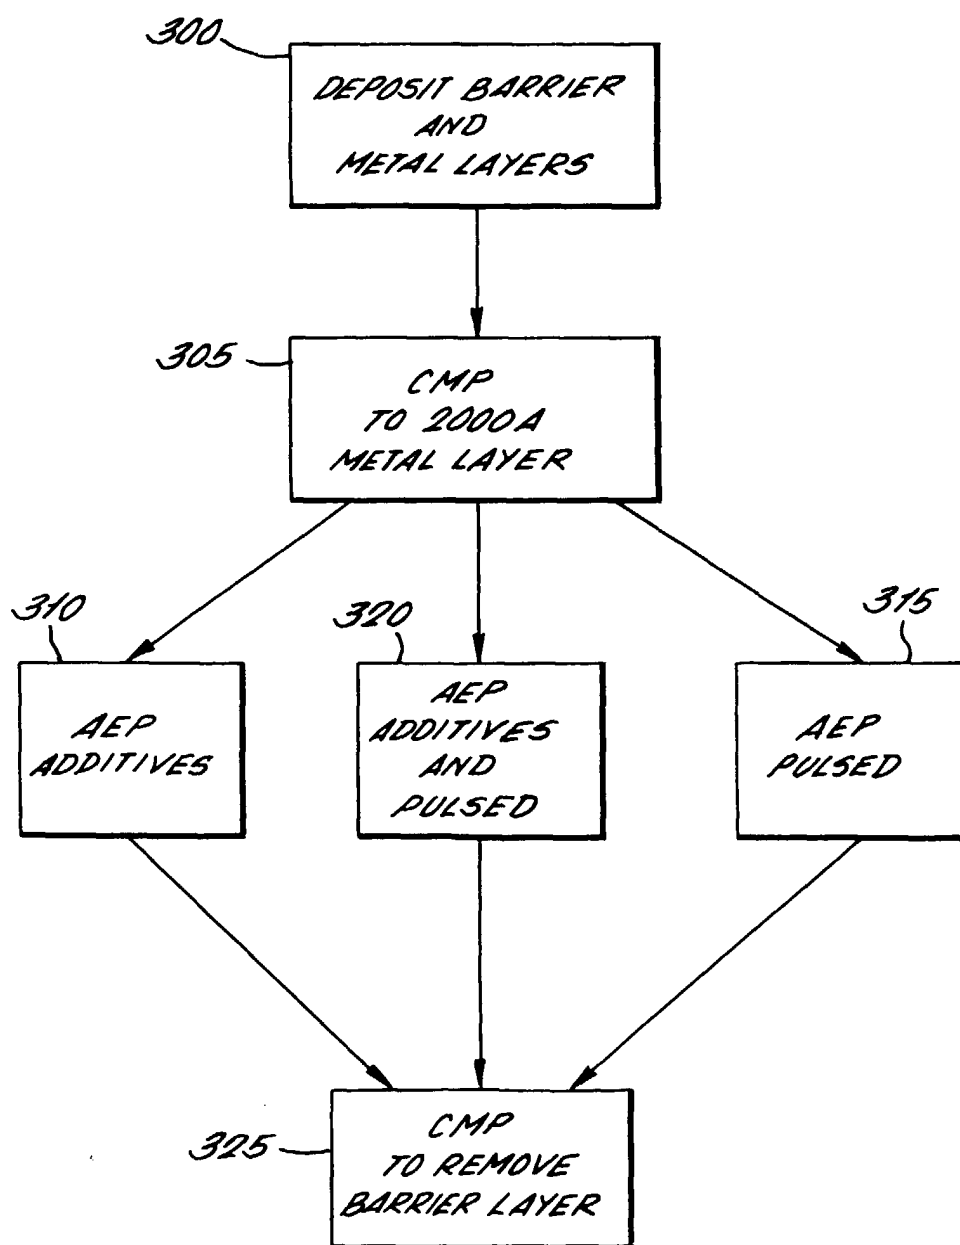 300
DEPOSIT BARRIER
AND
METAL LAYERS
305
CMP
TO 2000A
METAL LAYER
310
AEP
ADDITIVES
320
AEP
ADDITIVES
AND
PULSED
315
AEP
PULSED
325
CMP
TO REMOVE
BARRIER LAYER